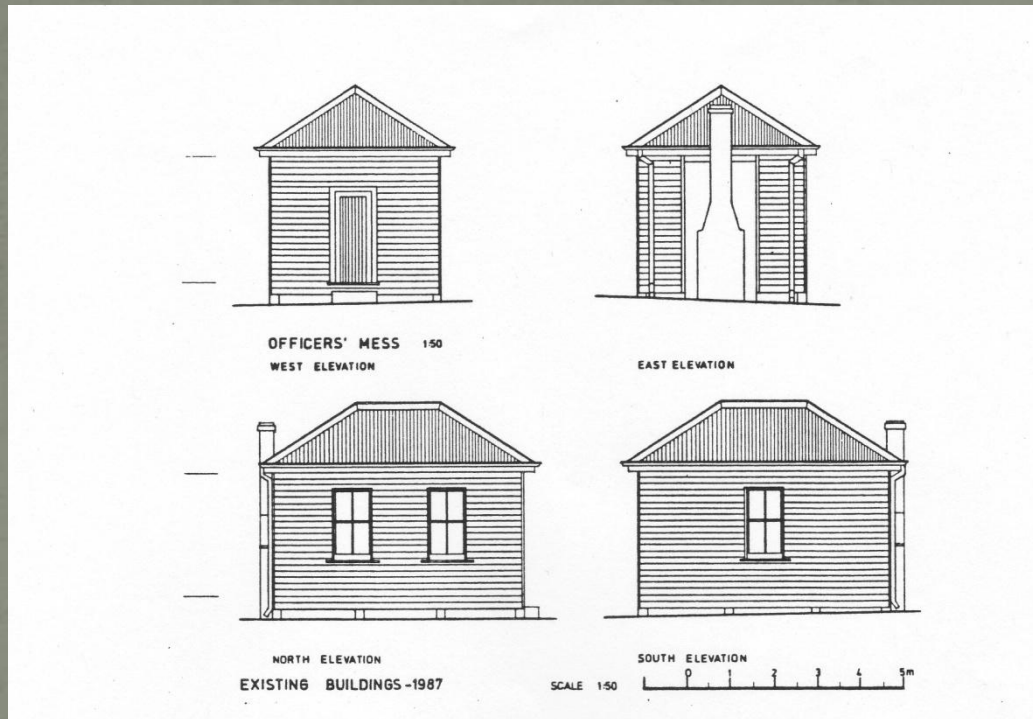 OFFICERS' MESS 1:50
WEST ELEVATION
EAST ELEVATION
NORTH ELEVATION
SOUTH ELEVATION
EXISTING BUILDINGS-1987
SCALE 1:50
0 1 2 3 4 5m